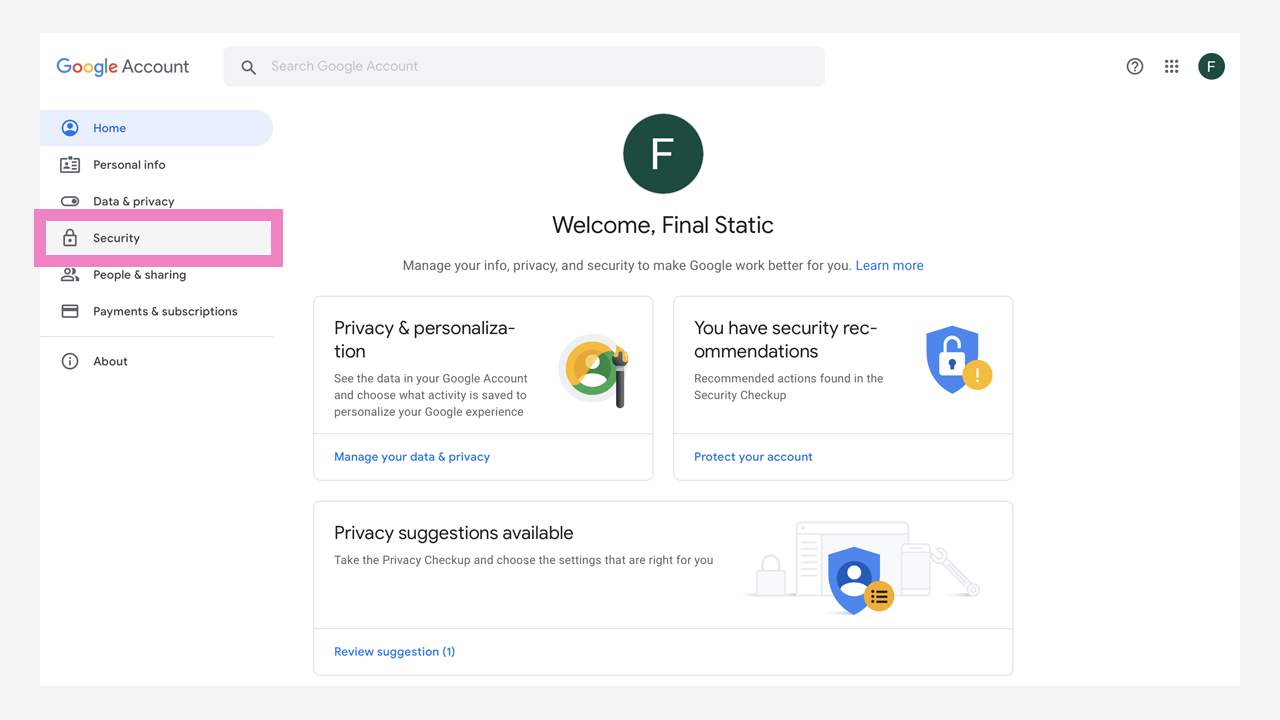 Google Account
Search Google Account
F
Home
Personal info
Data & privacy
Security
People & sharing
Payments & subscriptions
About
F
Welcome, Final Static
Manage your info, privacy, and security to make Google work better for you. Learn more
Privacy & personaliza-
tion
See the data in your Google Account
and choose what activity is saved to
personalize your Google experience
Manage your data & privacy
You have security rec-
ommendations
Recommended actions found in the
Security Checkup
Protect your account
Privacy suggestions available
Take the Privacy Checkup and choose the settings that are right for you
Review suggestion (1)